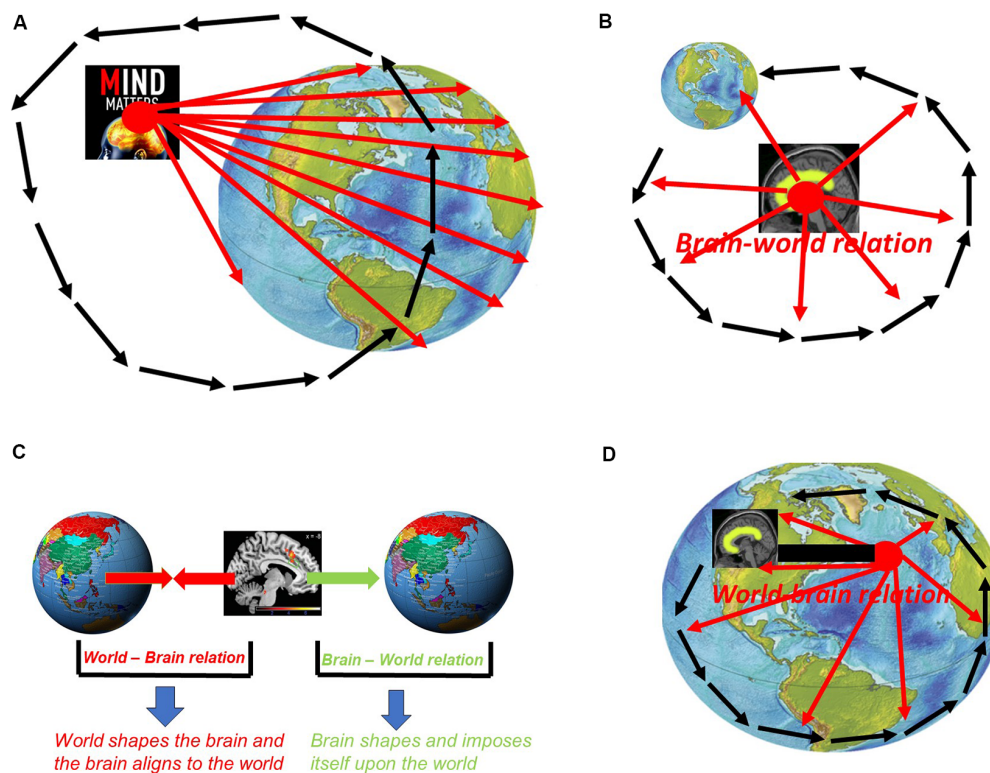 A
MIND
MATTERS
B
Brain-world relation
C
x = -8
World – Brain relation
Brain – World relation
World shapes the brain and
the brain aligns to the world
Brain shapes and imposes
itself upon the world
D
World-brain relation